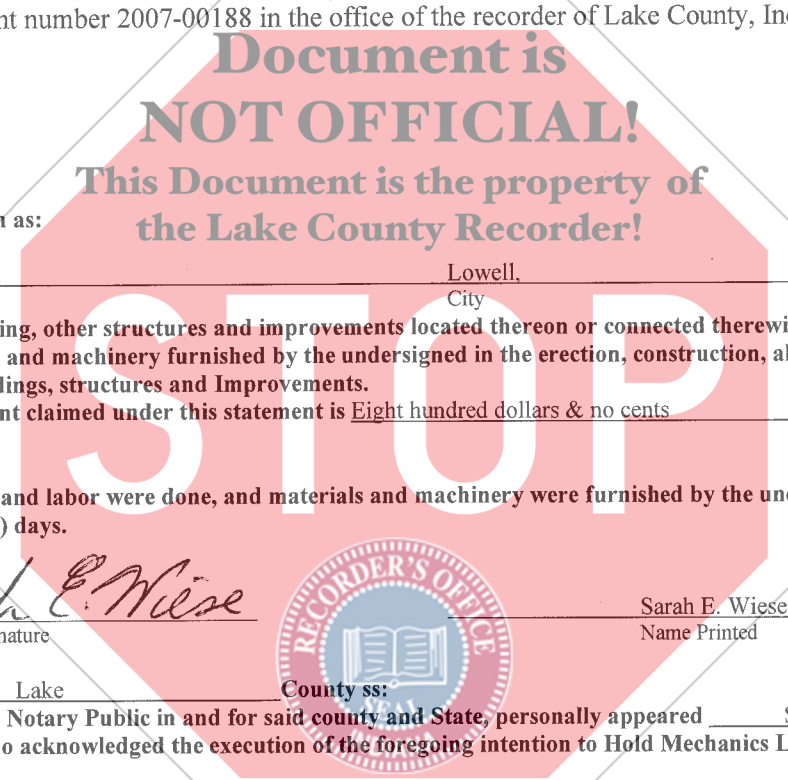 nt number 2007-00188 in the office of the recorder of Lake County, In
Document is
NOT OFFICIAL!
This Document is the property of
the Lake County Recorder!
as:
Lowell,
City
ing, other structures and improvements located thereon or connected therewi
and machinery furnished by the undersigned in the erection, construction, al
lings, structures and Improvements.
nt claimed under this statement is Eight hundred dollars & no cents
STOP
and labor were done, and materials and machinery were furnished by the un
) days.
E. Wiese
Sarah E. Wiese
nature
Name Printed
RECORDER'S OFFICE
Lake County ss:
SEAL
Notary Public in and for said county and State, personally appeared S
o acknowledged the execution of the foregoing intention to Hold Mechanics L
INDIANA